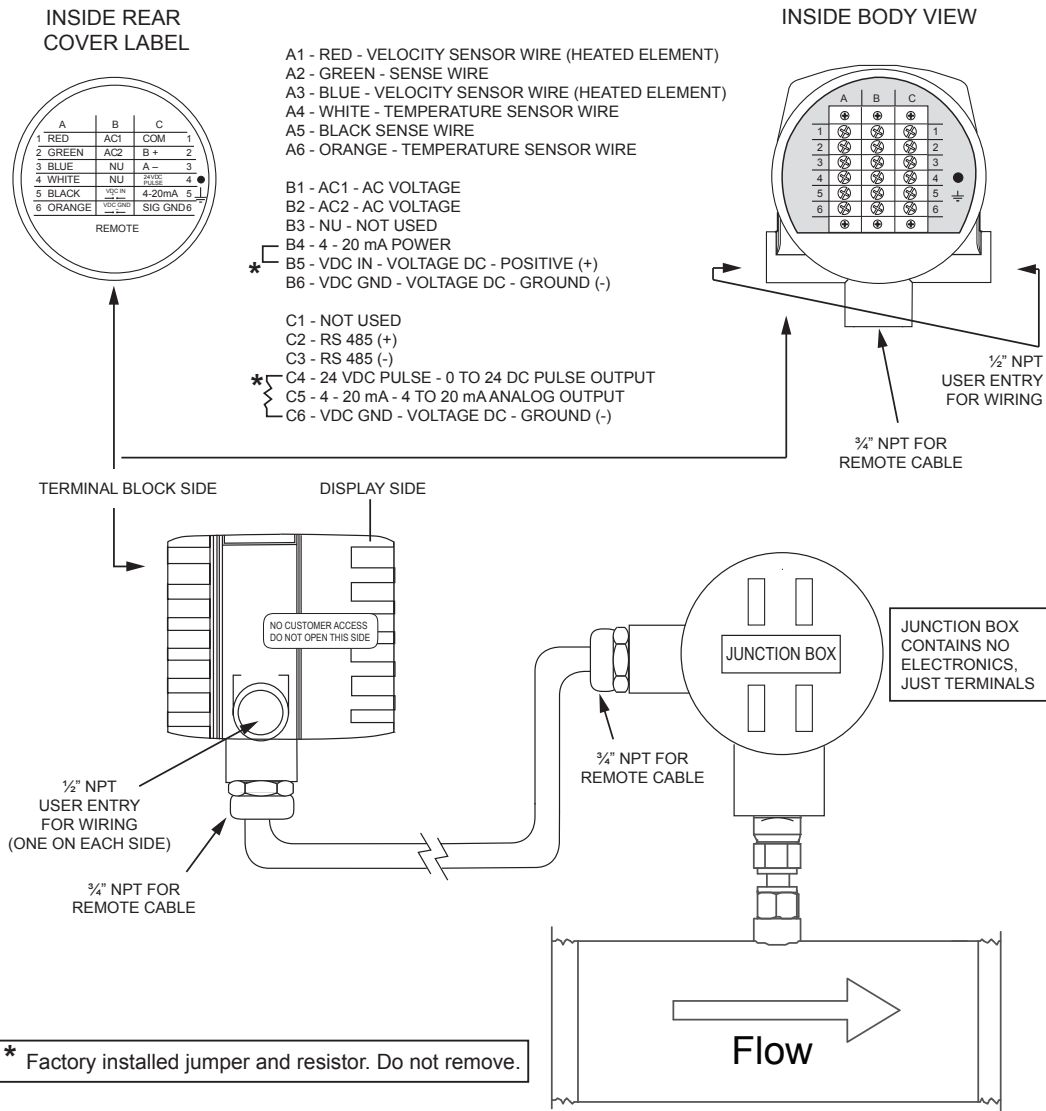 INSIDE REAR
COVER LABEL
A B C
1 RED AC1 COM 1
2 GREEN AC2 B + 2
3 BLUE NU A – 3
4 WHITE NU 24VDC PULSE 4
5 BLACK VDC IN 4-20mA 5
6 ORANGE VDC GND SIG GND 6
REMOTE
A1 - RED - VELOCITY SENSOR WIRE (HEATED ELEMENT)
A2 - GREEN - SENSE WIRE
A3 - BLUE - VELOCITY SENSOR WIRE (HEATED ELEMENT)
A4 - WHITE - TEMPERATURE SENSOR WIRE
A5 - BLACK SENSE WIRE
A6 - ORANGE - TEMPERATURE SENSOR WIRE
B1 - AC1 - AC VOLTAGE
B2 - AC2 - AC VOLTAGE
B3 - NU - NOT USED
B4 - 4 - 20 mA POWER
* B5 - VDC IN - VOLTAGE DC - POSITIVE (+)
B6 - VDC GND - VOLTAGE DC - GROUND (-)
C1 - NOT USED
C2 - RS 485 (+)
C3 - RS 485 (-)
* C4 - 24 VDC PULSE - 0 TO 24 DC PULSE OUTPUT
C5 - 4 - 20 mA - 4 TO 20 mA ANALOG OUTPUT
C6 - VDC GND - VOLTAGE DC - GROUND (-)
INSIDE BODY VIEW
A B C
1 1
2 2
3 3
4 4
5 5
6 6
½" NPT
USER ENTRY
FOR WIRING
¾" NPT FOR
REMOTE CABLE
TERMINAL BLOCK SIDE
DISPLAY SIDE
NO CUSTOMER ACCESS
DO NOT OPEN THIS SIDE
JUNCTION BOX
JUNCTION BOX
CONTAINS NO
ELECTRONICS,
JUST TERMINALS
¾" NPT FOR
REMOTE CABLE
½" NPT
USER ENTRY
FOR WIRING
(ONE ON EACH SIDE)
¾" NPT FOR
REMOTE CABLE
Flow
* Factory installed jumper and resistor. Do not remove.